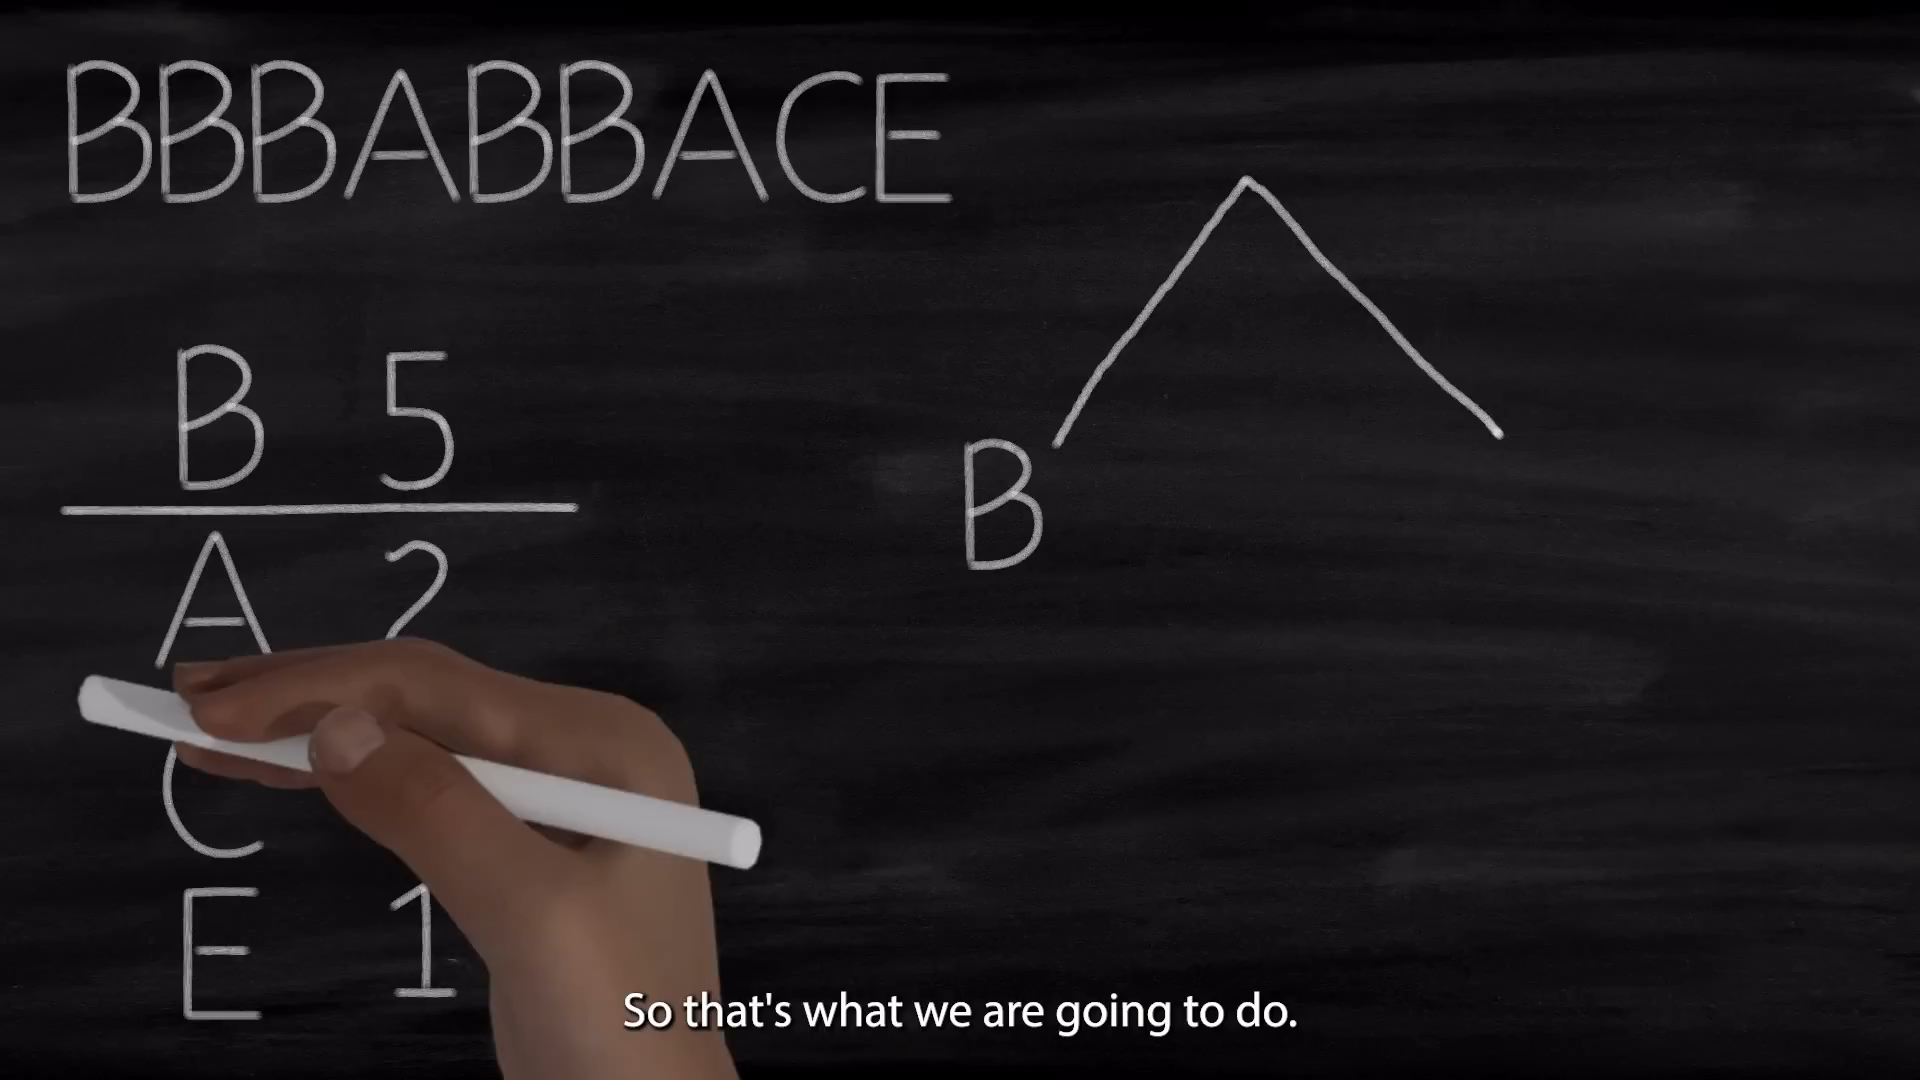 BBBABBACE
B 5
A 2
C
E 1
B
So that's what we are going to do.